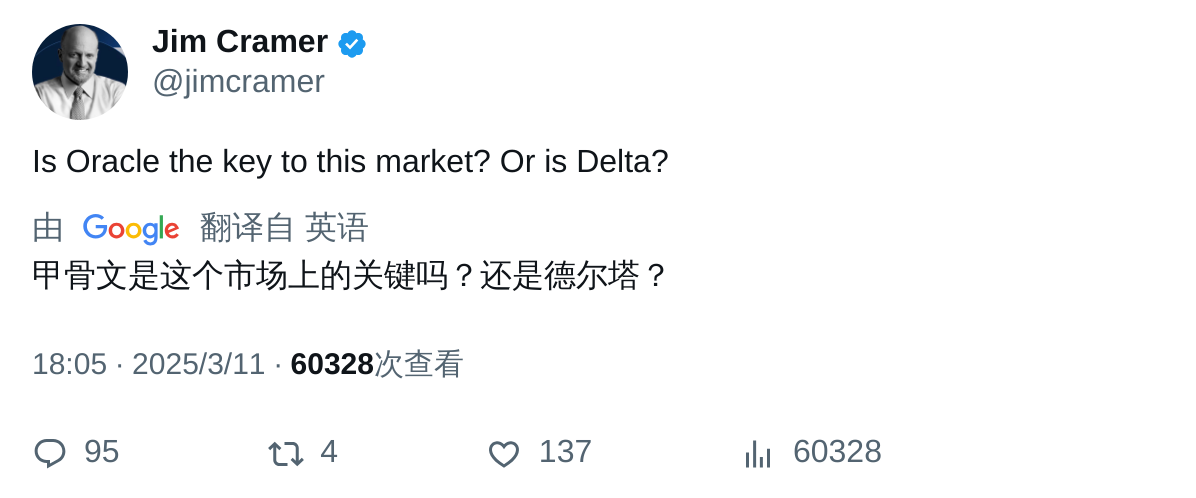 Jim Cramer
@jimcramer
Is Oracle the key to this market? Or is Delta?
由 Google 翻译自 英语
甲骨文是这个市场上的关键吗？还是德尔塔？
18:05 · 2025/3/11 · 60328次查看
95 4 137 60328